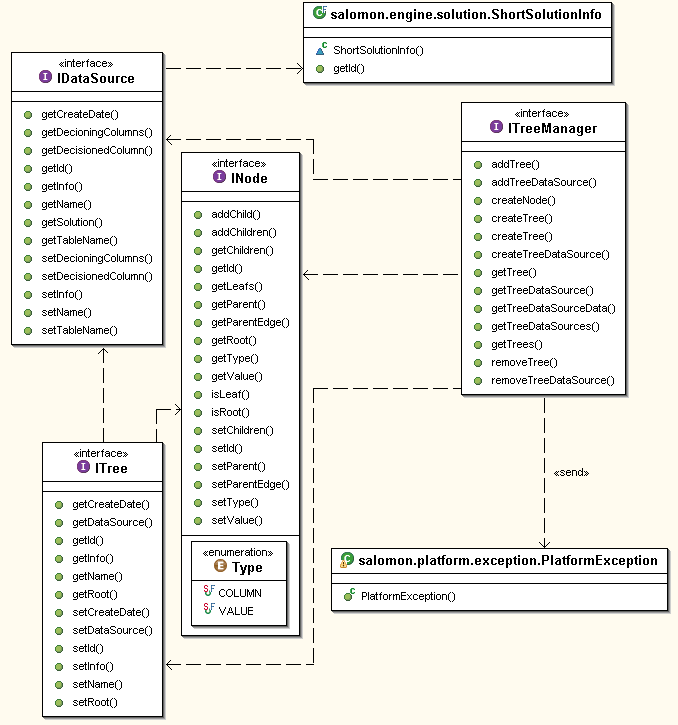 salomon.engine.solution.ShortSolutionInfo
ShortSolutionInfo()
getId()
«interface»
IDataSource
getCreateDate()
getDecioningColumns()
getDecisionedColumn()
getId()
getInfo()
getName()
getSolution()
getTableName()
setDecioningColumns()
setDecisionedColumn()
setInfo()
setName()
setTableName()
«interface»
ITreeManager
addTree()
addTreeDataSource()
createNode()
createTree()
createTree()
createTreeDataSource()
getTree()
getTreeDataSource()
getTreeDataSourceData()
getTreeDataSources()
getTrees()
removeTree()
removeTreeDataSource()
«interface»
INode
addChild()
addChildren()
getChildren()
getId()
getLeafs()
getParent()
getParentEdge()
getRoot()
getType()
getValue()
isLeaf()
isRoot()
setChildren()
setId()
setParent()
setParentEdge()
setType()
setValue()
«enumeration»
Type
COLUMN
VALUE
«interface»
ITree
getCreateDate()
getDataSource()
getId()
getInfo()
getName()
getRoot()
setCreateDate()
setDataSource()
setId()
setInfo()
setName()
setRoot()
«send»
salomon.platform.exception.PlatformException
PlatformException()